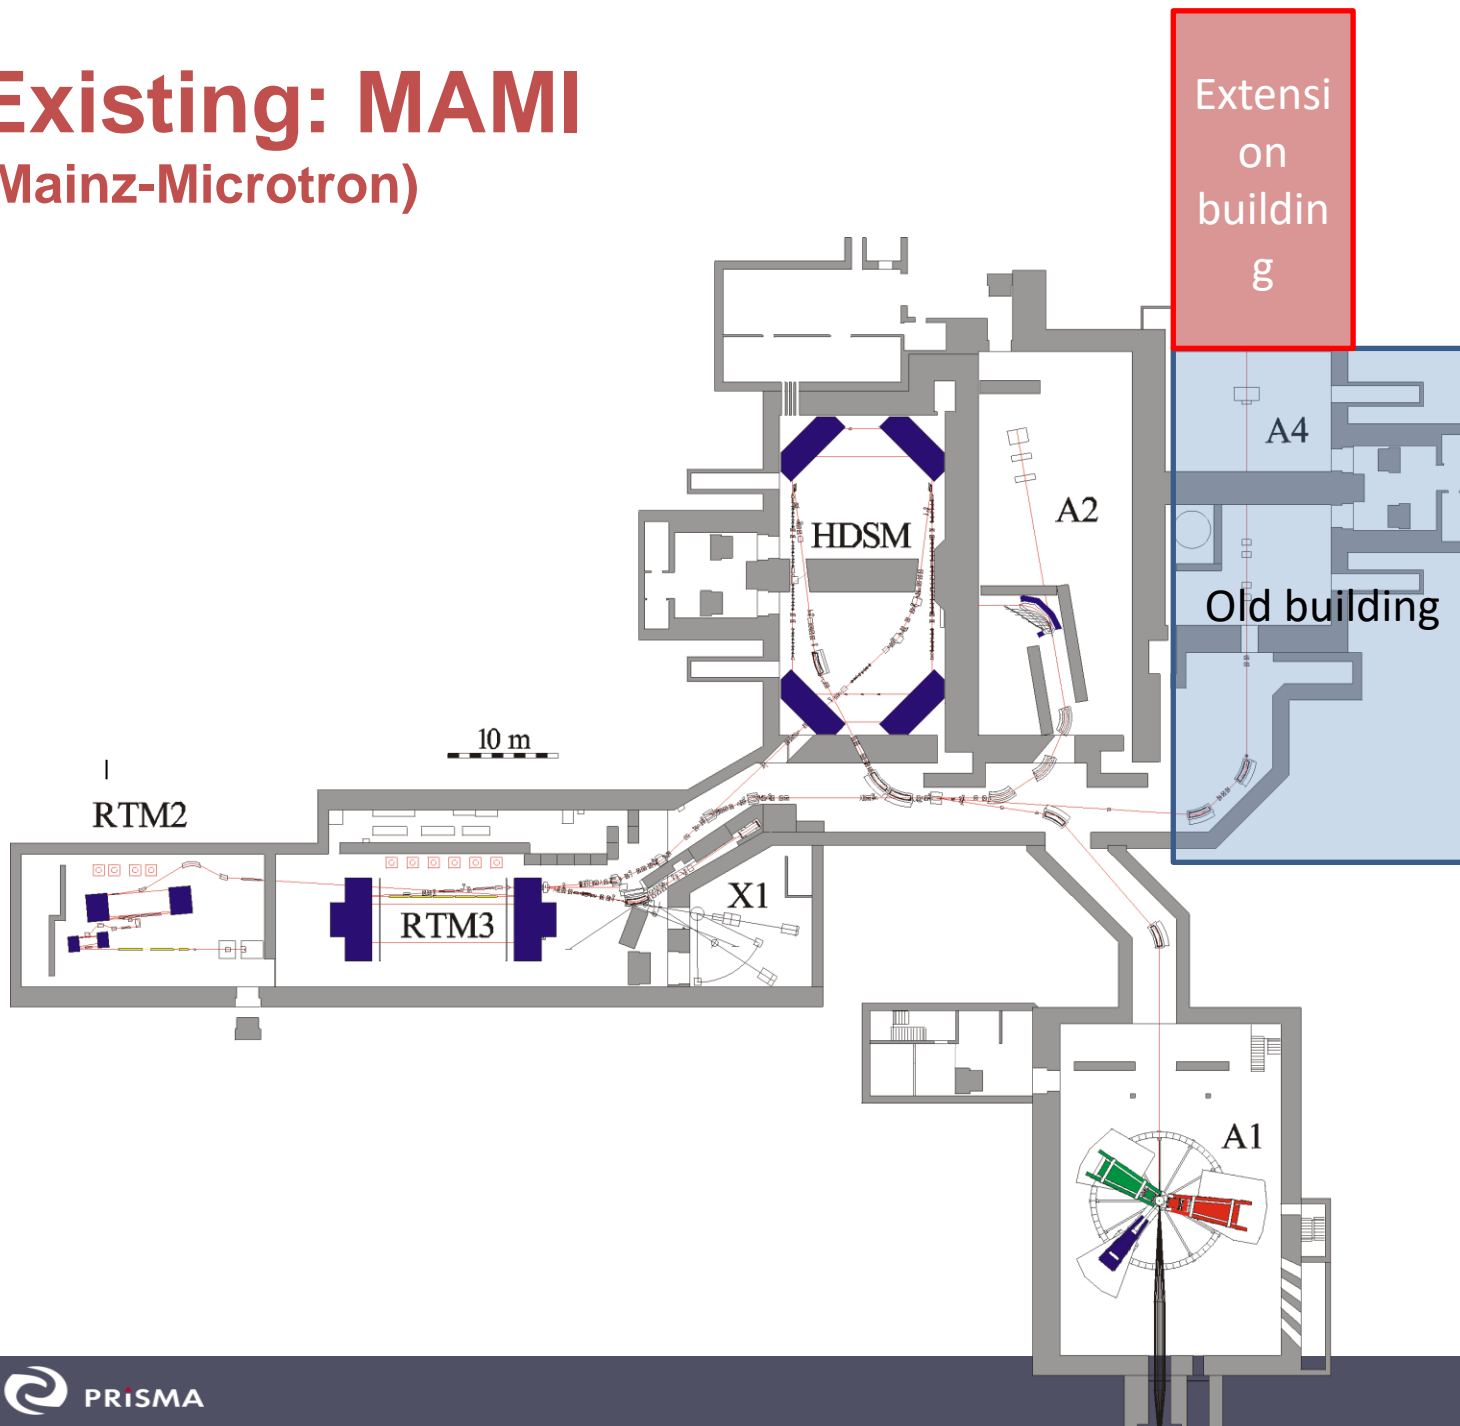 Existing: MAMI
(Mainz-Microtron)
Extensi
on
buildin
g
A4
A2
HDSM
Old building
10 m
I
RTM2
X1
RTM3
A1
PRiSMA